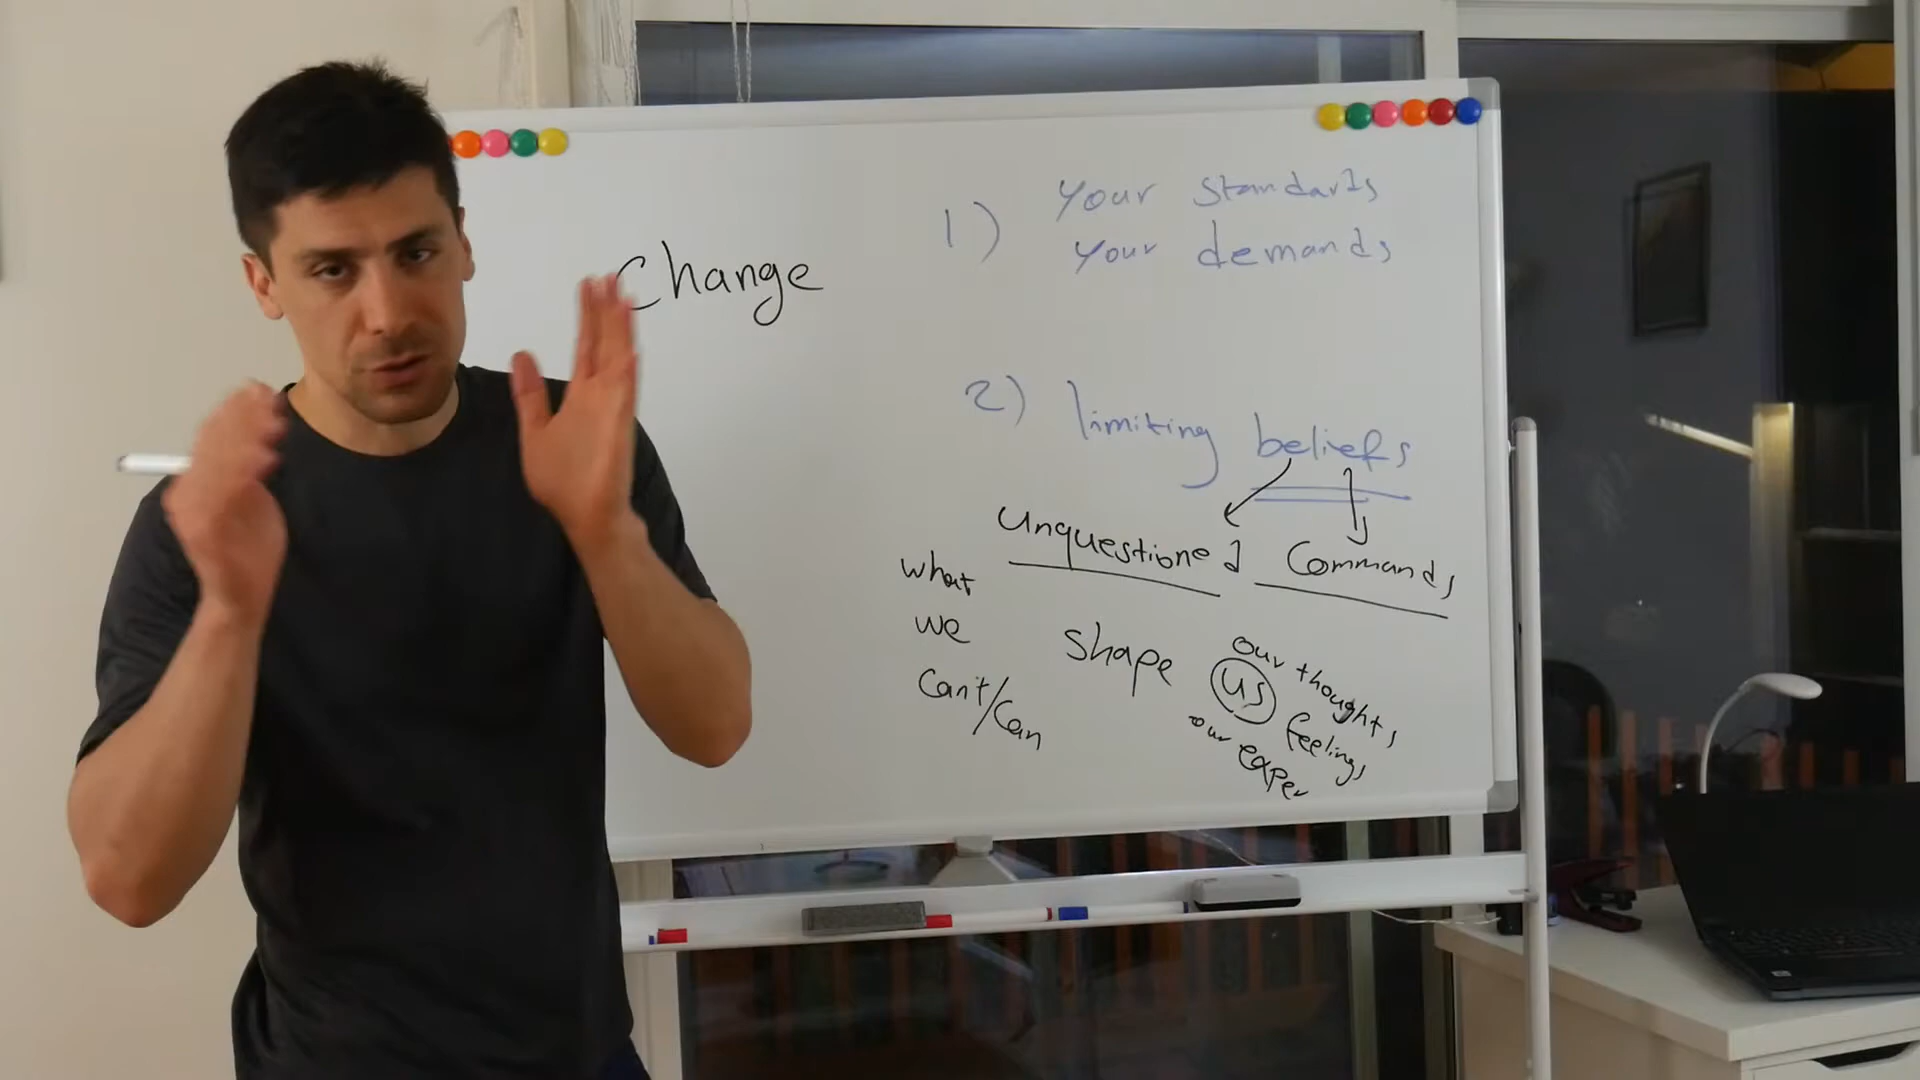 Change
1) Your standards
your demands
2) limiting beliefs
unquestioned Commands
what
we
can't/can
shape
us
our thoughts
feelings
our exper